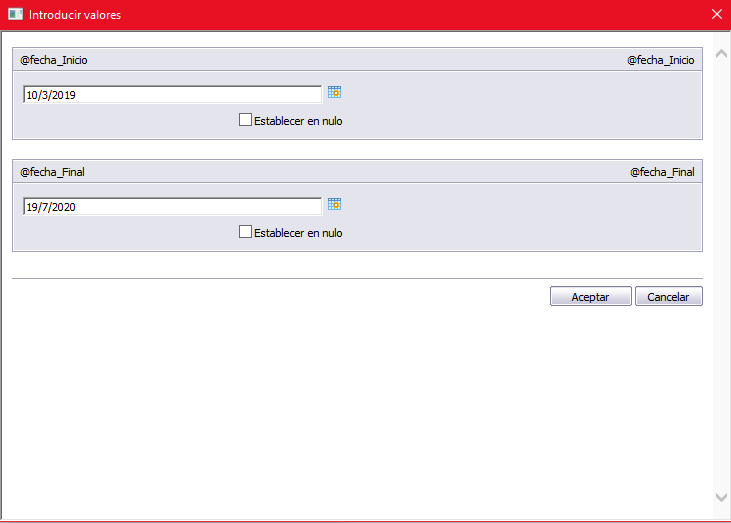 Introducir valores
@fecha_Inicio @fecha_Inicio
10/3/2019
Establecer en nulo
@fecha_Final @fecha_Final
19/7/2020
Establecer en nulo
Aceptar Cancelar